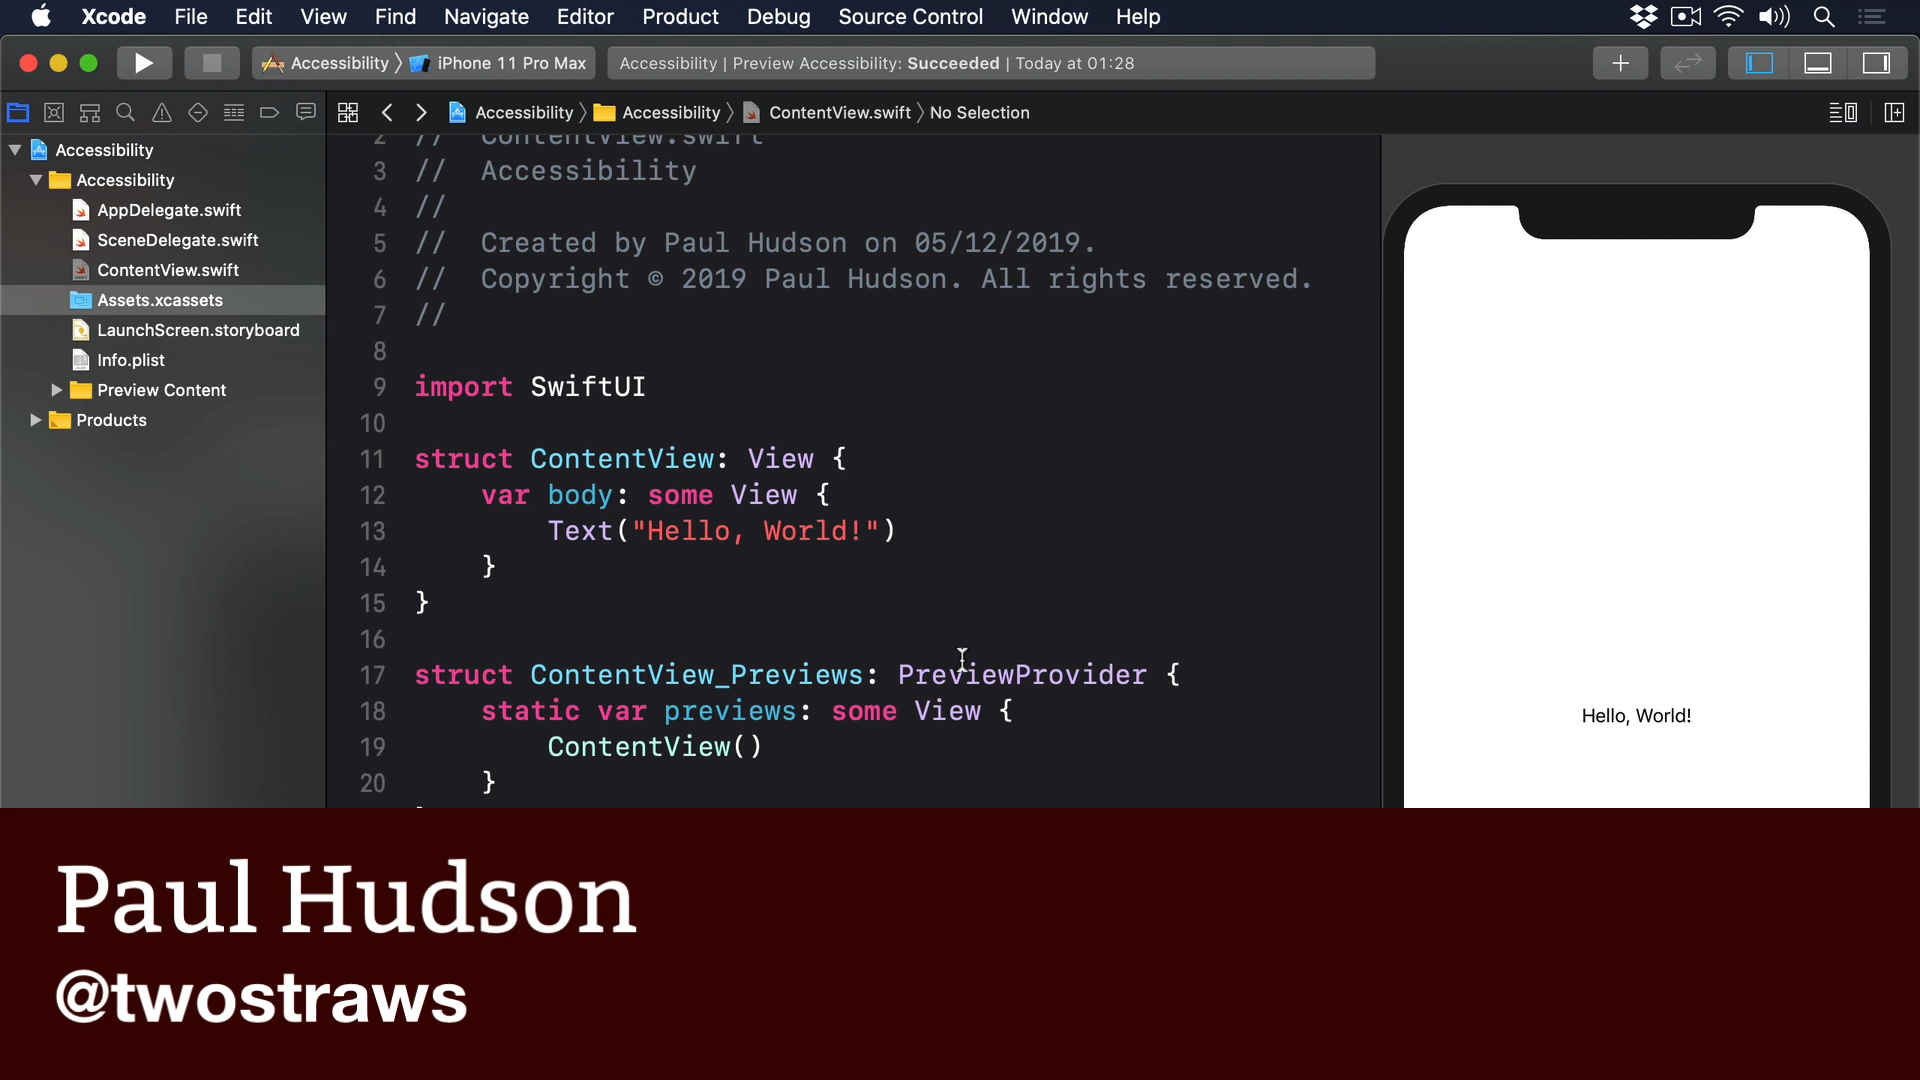 Xcode File Edit View Find Navigate Editor Product Debug Source Control Window Help
Accessibility iPhone 11 Pro Max
Accessibility | Preview Accessibility: Succeeded | Today at 01:28
Accessibility Accessibility ContentView.swift No Selection
Accessibility
Accessibility
AppDelegate.swift
SceneDelegate.swift
ContentView.swift
Assets.xcassets
LaunchScreen.storyboard
Info.plist
Preview Content
Products
2 // ContentView.swift
3 // Accessibility
4 //
5 // Created by Paul Hudson on 05/12/2019.
6 // Copyright © 2019 Paul Hudson. All rights reserved.
7 //
8
9 import SwiftUI
10
11 struct ContentView: View {
12 var body: some View {
13 Text("Hello, World!")
14 }
15 }
16
17 struct ContentView_Previews: PreviewProvider {
18 static var previews: some View {
19 ContentView()
20 }
Hello, World!
Paul Hudson
@twostraws